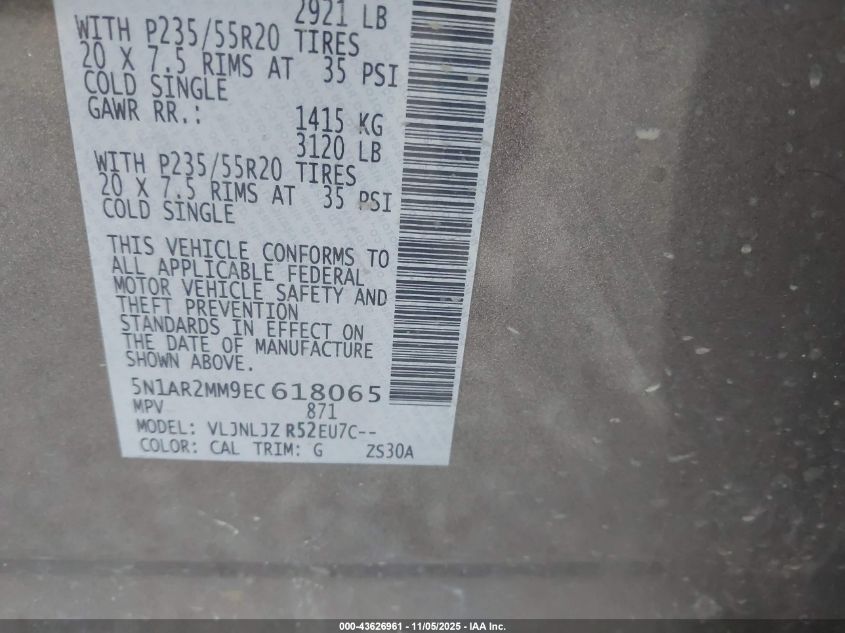 2921 LB
WITH P235/55R20 TIRES
20 X 7.5 RIMS AT 35 PSI
COLD SINGLE
GAWR RR.: 1415 KG
3120 LB
WITH P235/55R20 TIRES
20 X 7.5 RIMS AT 35 PSI
COLD SINGLE
THIS VEHICLE CONFORMS TO
ALL APPLICABLE FEDERAL
MOTOR VEHICLE SAFETY AND
THEFT PREVENTION
STANDARDS IN EFFECT ON
THE DATE OF MANUFACTURE
SHOWN ABOVE.
5N1AR2MM9EC618065
MPV 871
MODEL: VLJNLJZ R52EU7C--
COLOR: CAL TRIM: G ZS30A
000-43626961 - 11/05/2025 - IAA Inc.